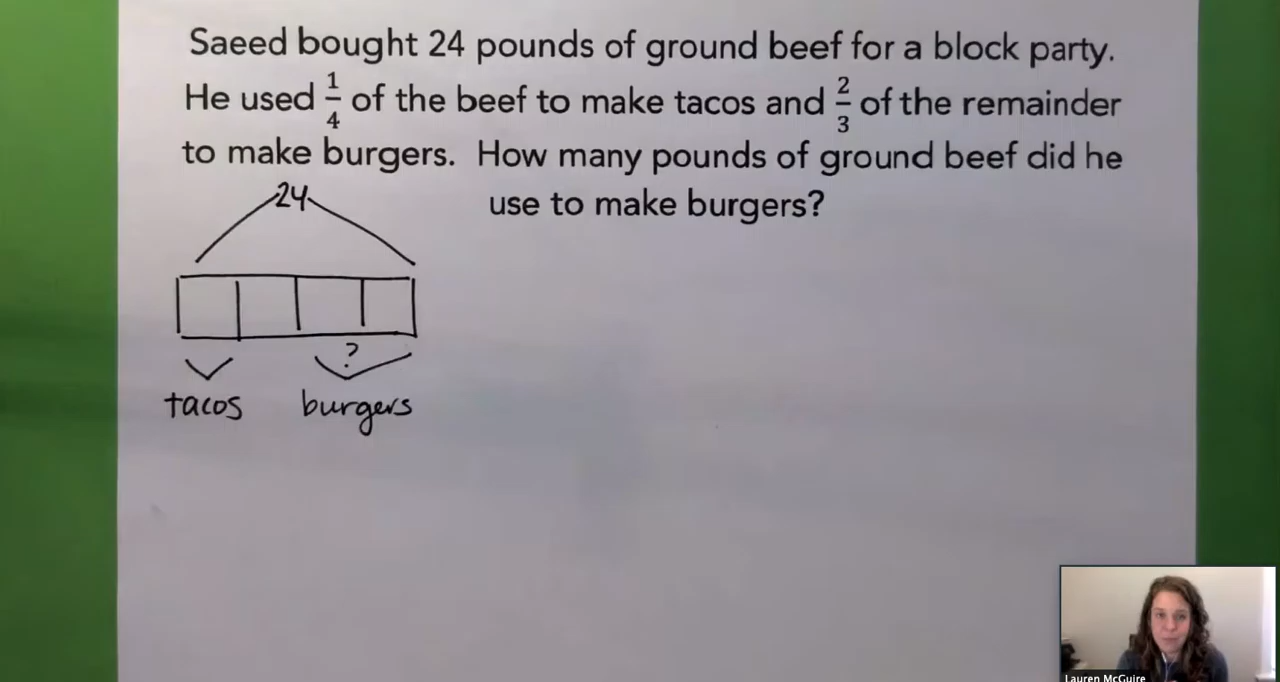 Saeed bought 24 pounds of ground beef for a block party.
He used 1/4 of the beef to make tacos and 2/3 of the remainder
to make burgers. How many pounds of ground beef did he
use to make burgers?
24
?
tacos burgers
Lauren McGuire